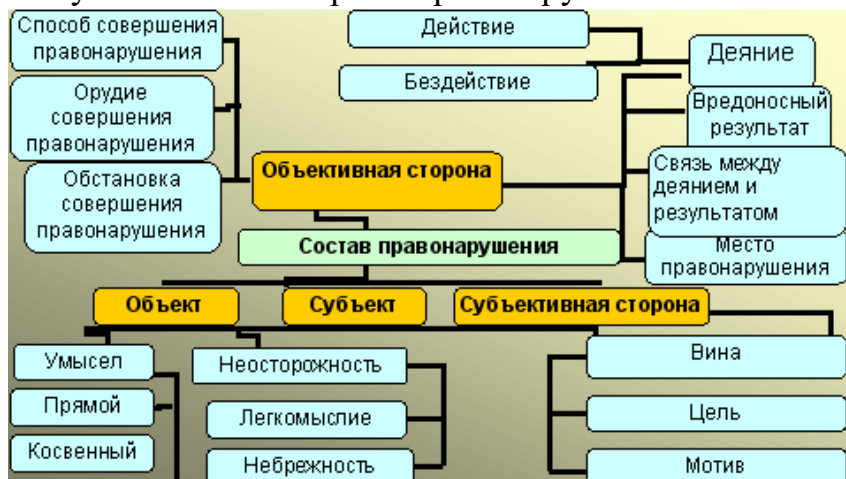 Способ совершения
правонарушения
Орудие
совершения
правонарушения
Обстановка
совершения
правонарушения
Действие
Бездействие
Деяние
Вредоносный
результат
Связь между
деянием и
результатом
Место
правонарушения
Объективная сторона
Состав правонарушения
Объект
Субъект
Субъективная сторона
Умысел
Прямой
Косвенный
Неосторожность
Легкомыслие
Небрежность
Вина
Цель
Мотив